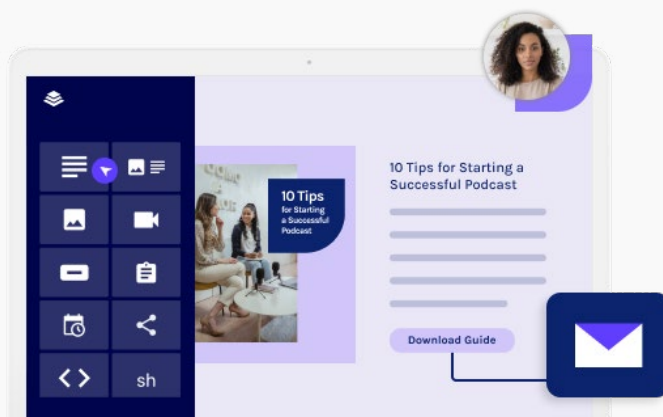 10 Tips
for Starting
a Successful
Podcast
10 Tips for Starting a
Successful Podcast
Download Guide
sh